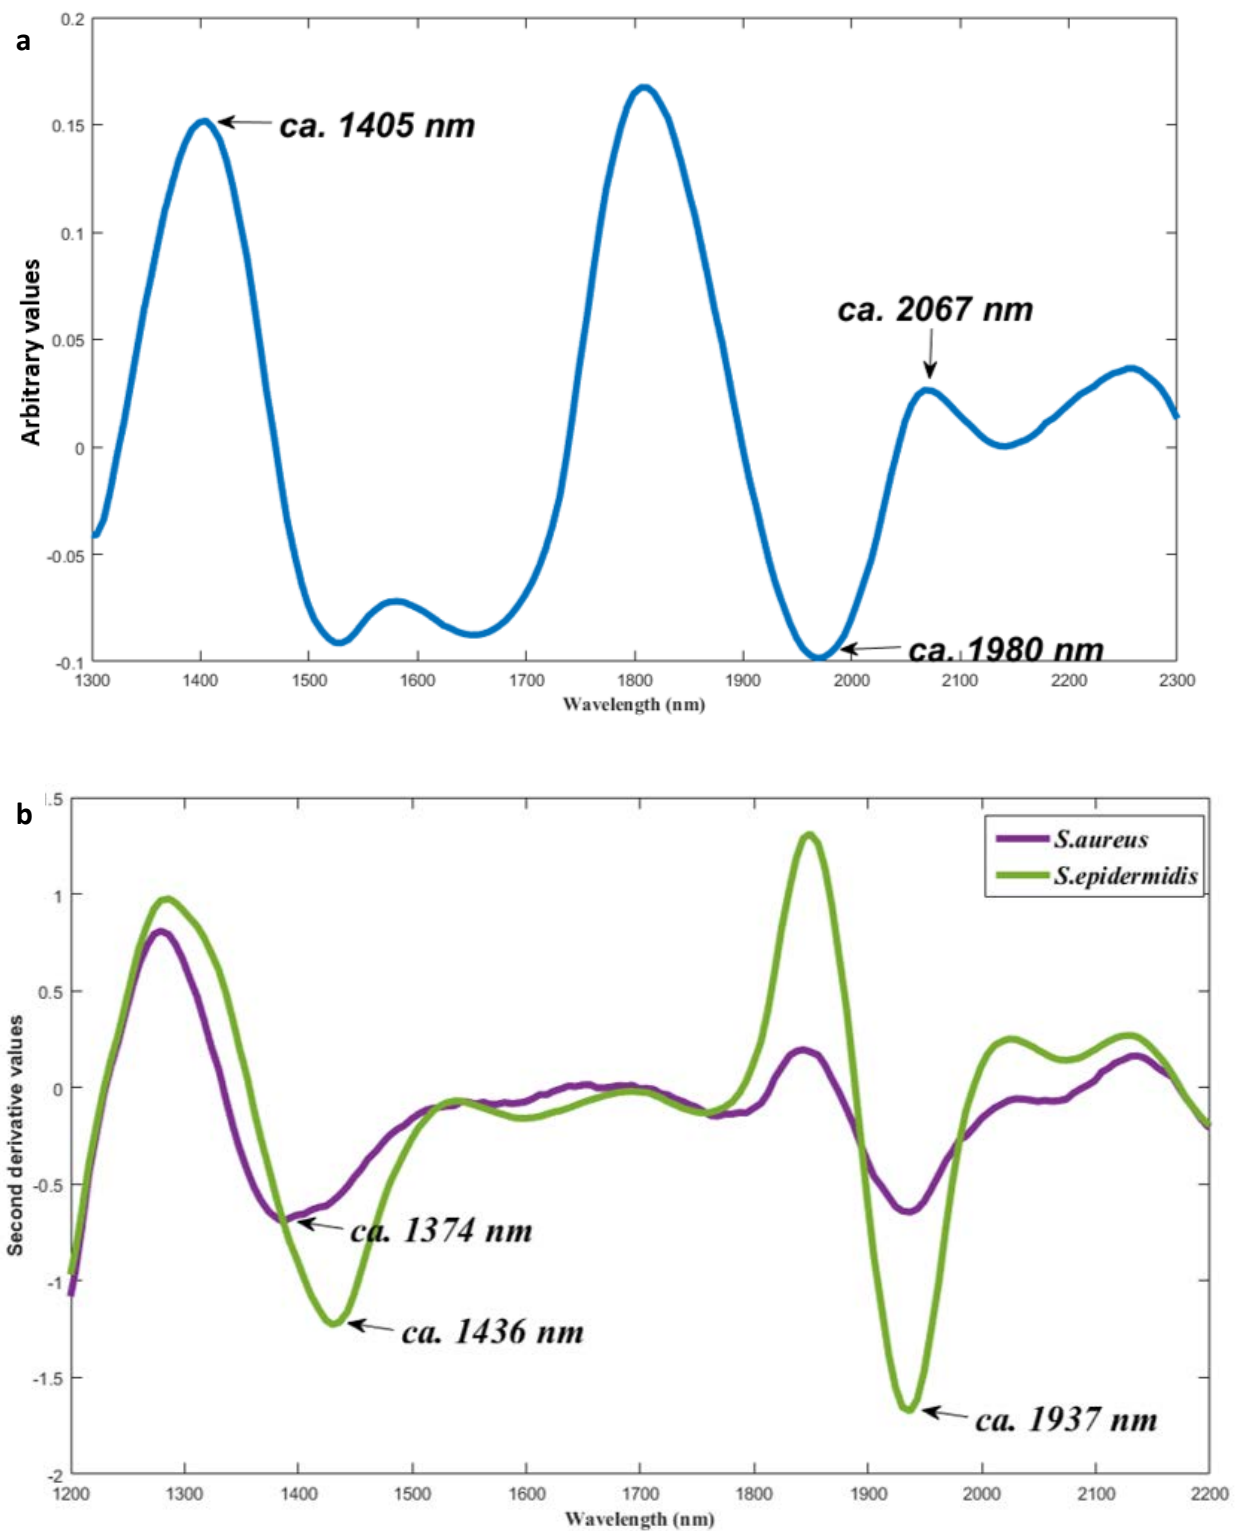 a
0.2
0.15
0.1
0.05
0
-0.05
-0.1
Arbitrary values
ca. 1405 nm
ca. 2067 nm
ca. 1980 nm
1300 1400 1500 1600 1700 1800 1900 2000 2100 2200 2300
Wavelength (nm)
b
.5
1
0.5
0
-0.5
-1
-1.5
-2
Second derivative values
S.aureus
S.epidermidis
ca. 1374 nm
ca. 1436 nm
ca. 1937 nm
1200 1300 1400 1500 1600 1700 1800 1900 2000 2100 2200
Wavelength (nm)